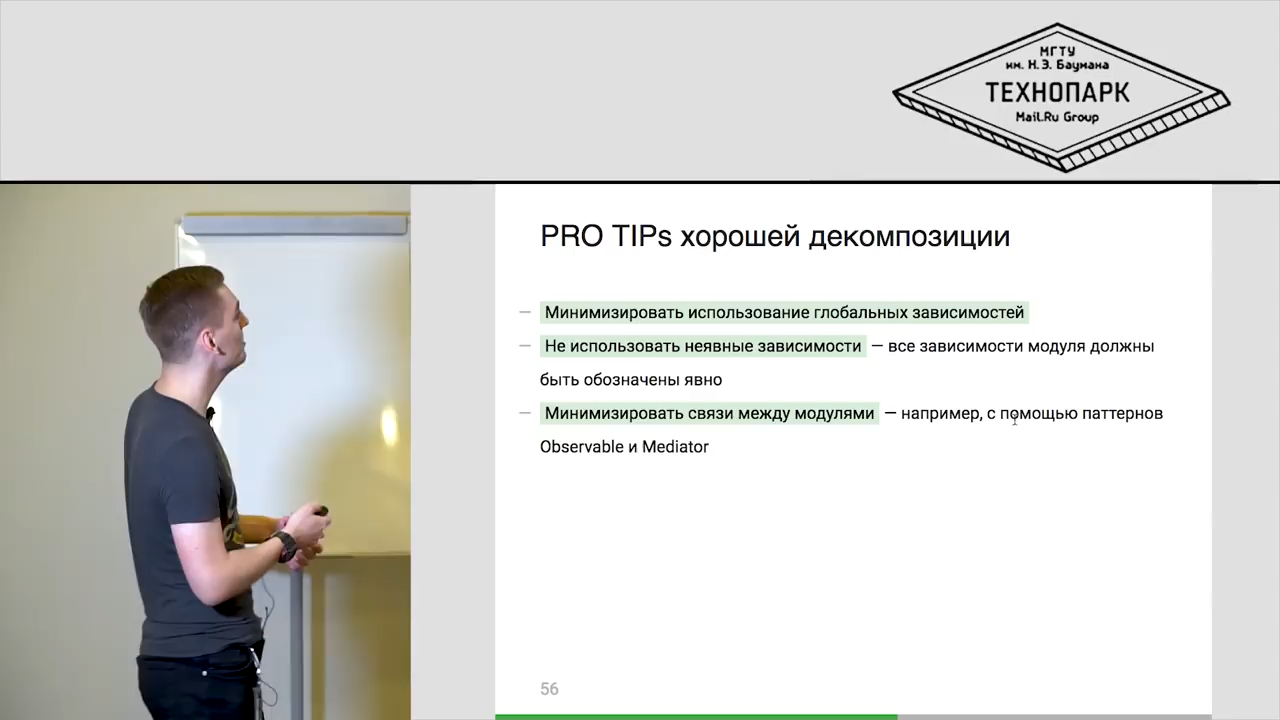 МГТУ
им. Н.Э. Баумана
ТЕХНОПАРК
Mail.Ru Group
PRO TIPs хорошей декомпозиции
— Минимизировать использование глобальных зависимостей
— Не использовать неявные зависимости — все зависимости модуля должны
быть обозначены явно
— Минимизировать связи между модулями — например, с помощью паттернов
Observable и Mediator
56